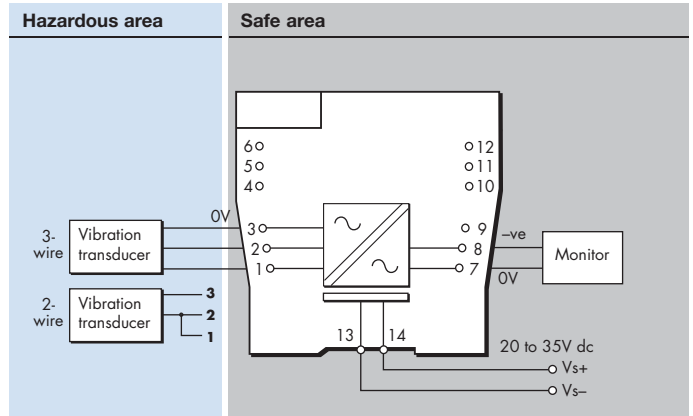 Hazardous area
Safe area
6
5
4
12
11
10
0V
3
2
1
9
8
7
–ve
0V
3-
wire
Vibration
transducer
Monitor
2-
wire
Vibration
transducer
3
2
1
13
14
20 to 35V dc
Vs+
Vs–